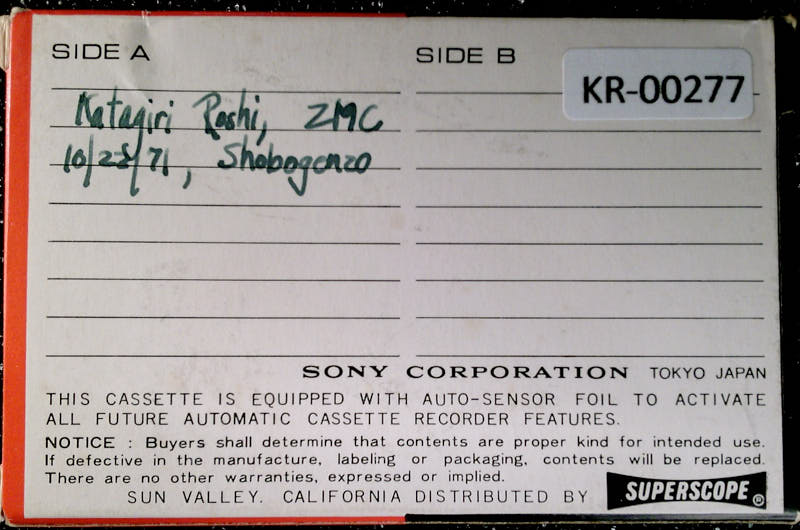 SIDE A
SIDE B
KR-00277
Katagiri Roshi, ZMC
10/28/71, Shobogenzo
SONY CORPORATION TOKYO JAPAN
THIS CASSETTE IS EQUIPPED WITH AUTO-SENSOR FOIL TO ACTIVATE
ALL FUTURE AUTOMATIC CASSETTE RECORDER FEATURES.
NOTICE : Buyers shall determine that contents are proper kind for intended use.
If defective in the manufacture, labeling or packaging, contents will be replaced.
There are no other warranties, expressed or implied.
SUN VALLEY. CALIFORNIA DISTRIBUTED BY SUPERSCOPE®